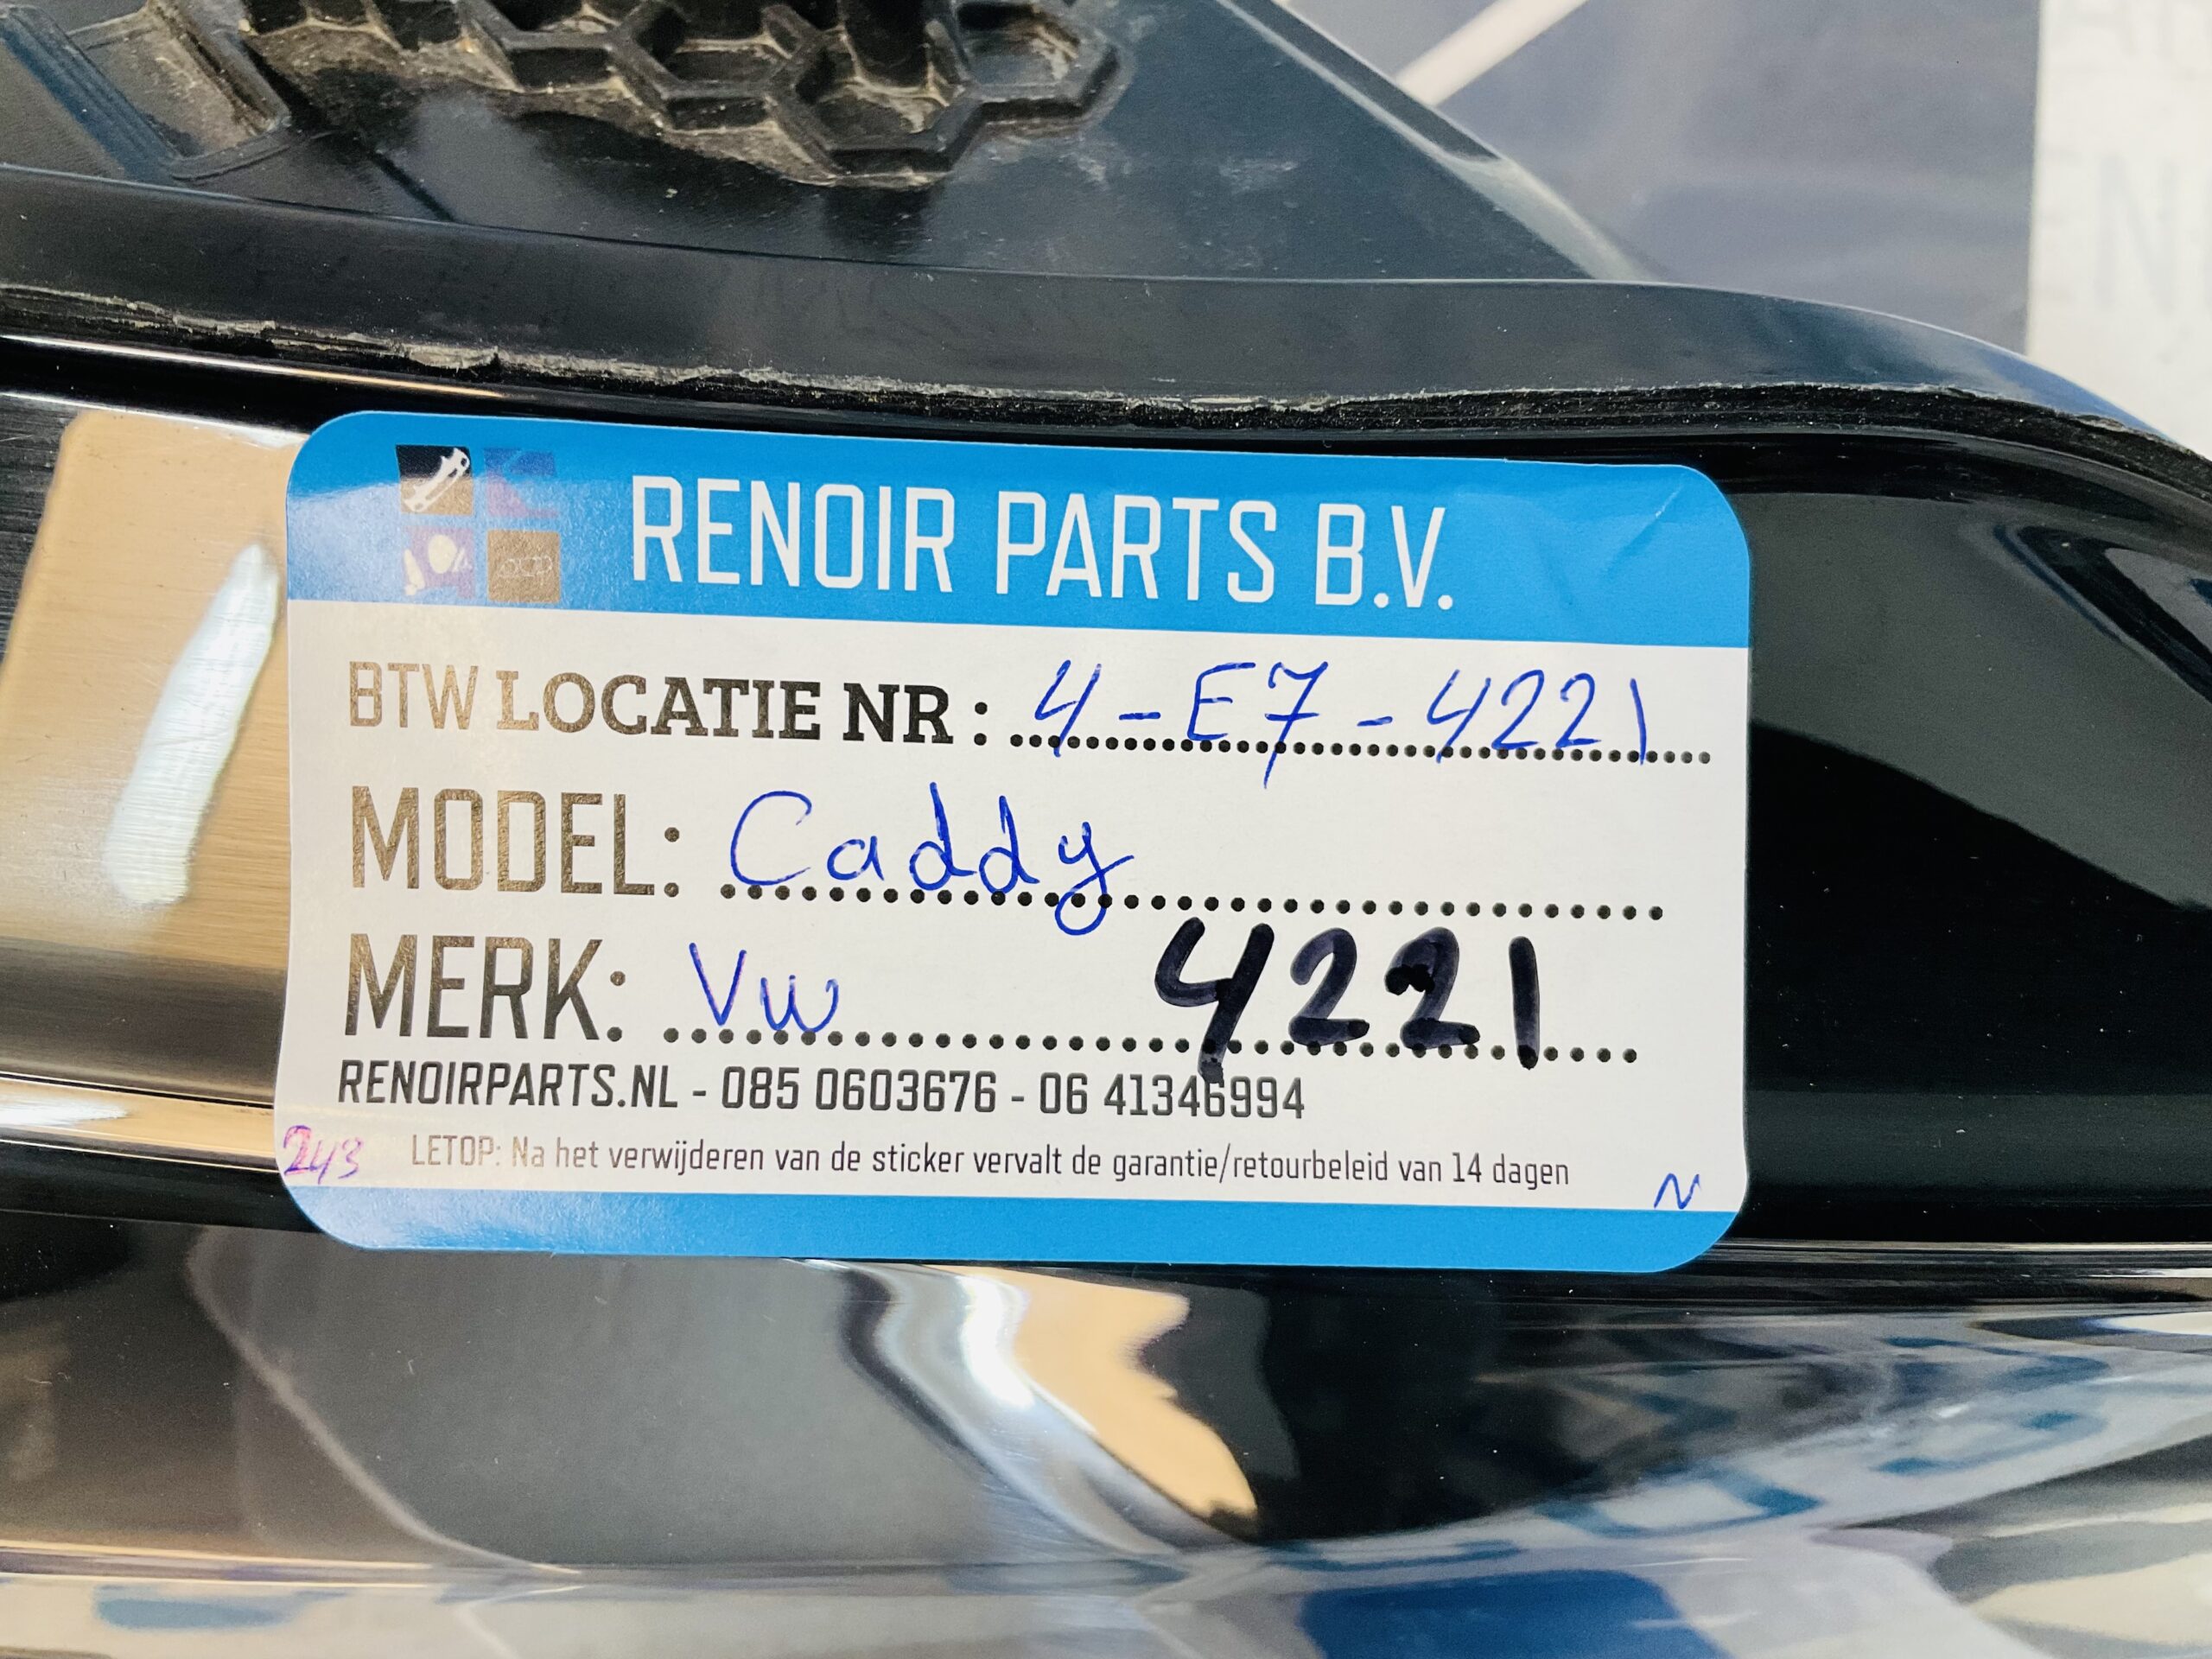 RENOIR PARTS B.V.
BTW LOCATIE NR : 4-E7-4221
MODEL: Caddy
MERK: Vw 4221
RENOIRPARTS.NL - 085 0603676 - 06 41346994
243 LETOP: Na het verwijderen van de sticker vervalt de garantie/retourbeleid van 14 dagen N